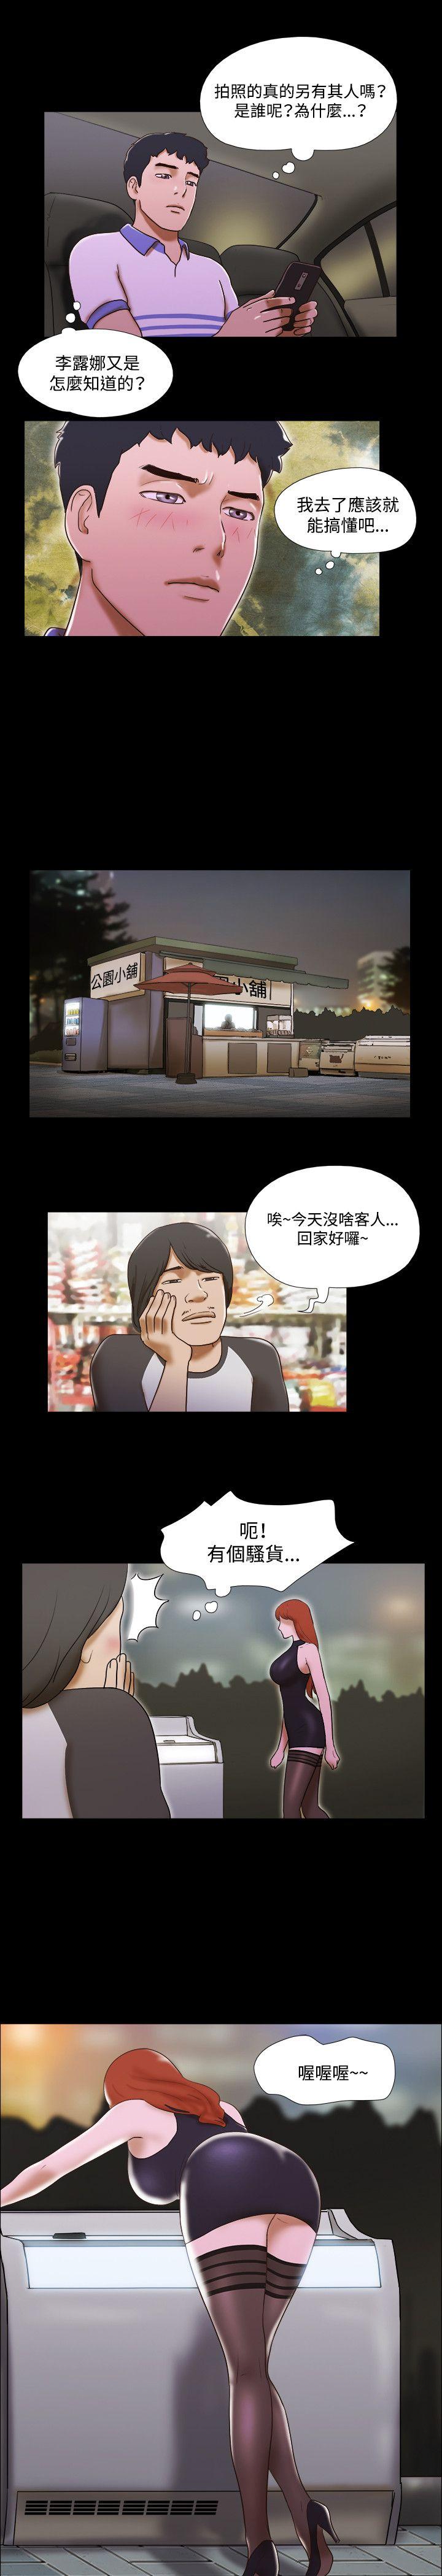 拍照的真的另有其人嗎?
是誰呢?為什麼...?
李露娜又是
怎麼知道的?
我去了應該就
能搞懂吧...
公園小舖
小舖
唉~今天沒啥客人...
回家好囉~
呃!
有個騷貨...
喔喔喔~~